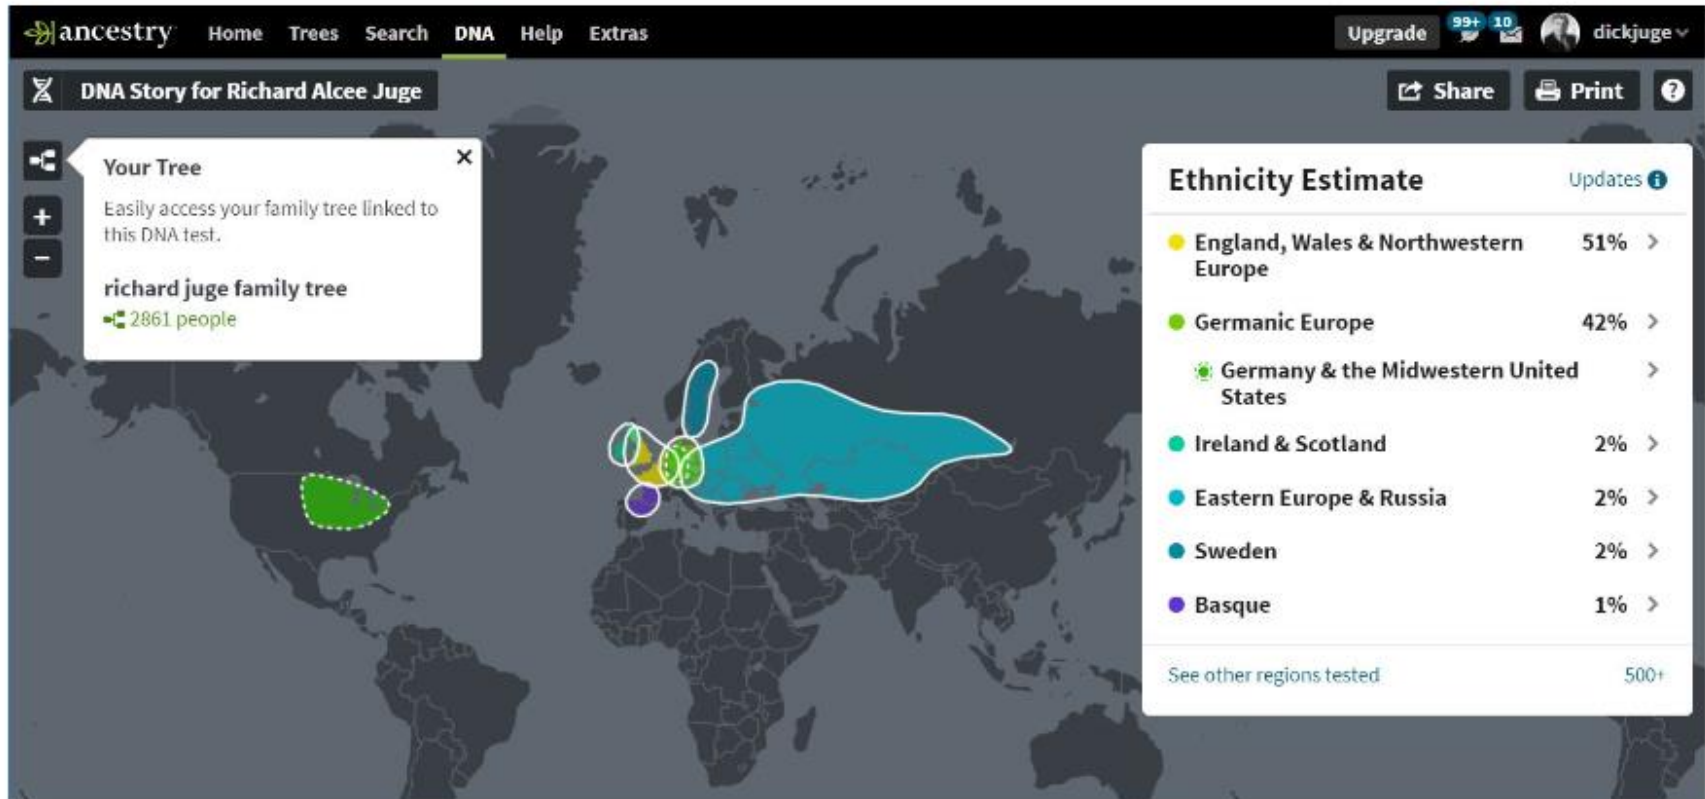 ancestry Home Trees Search DNA Help Extras Upgrade 99+ 10 dickjuge
DNA Story for Richard Alcee Juge Share Print ?
Your Tree
Easily access your family tree linked to
this DNA test.
richard juge family tree
2861 people
Ethnicity Estimate Updates
England, Wales & Northwestern 51%
Europe
Germanic Europe 42%
Germany & the Midwestern United
States
Ireland & Scotland 2%
Eastern Europe & Russia 2%
Sweden 2%
Basque 1%
See other regions tested 500+